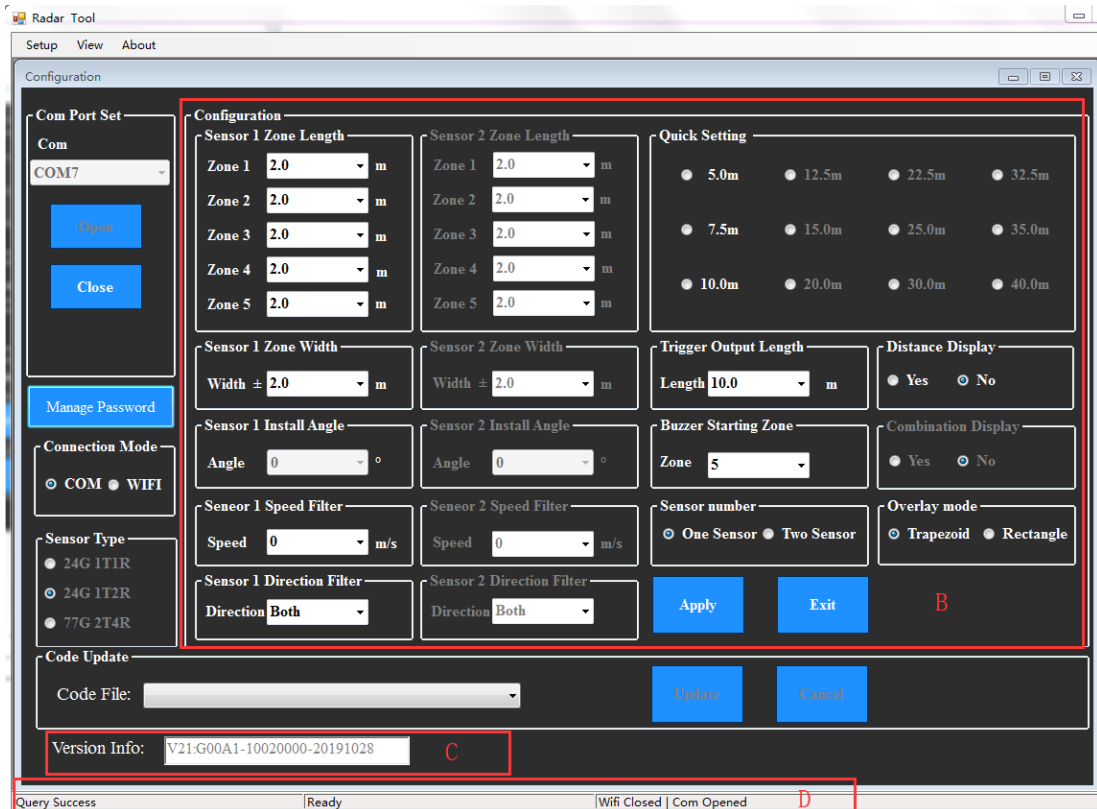 Radar Tool
Setup View About
Configuration
Com Port Set
Com
COM7
Open
Close
Manage Password
Connection Mode
COM WIFI
Sensor Type
24G 1T1R
24G 1T2R
77G 2T4R
Configuration
Sensor 1 Zone Length
Zone 1 2.0 m
Zone 2 2.0 m
Zone 3 2.0 m
Zone 4 2.0 m
Zone 5 2.0 m
Sensor 2 Zone Length
Zone 1 2.0 m
Zone 2 2.0 m
Zone 3 2.0 m
Zone 4 2.0 m
Zone 5 2.0 m
Quick Setting
5.0m 12.5m 22.5m 32.5m
7.5m 15.0m 25.0m 35.0m
10.0m 20.0m 30.0m 40.0m
Sensor 1 Zone Width
Width ± 2.0 m
Sensor 2 Zone Width
Width ± 2.0 m
Trigger Output Length
Length 10.0 m
Distance Display
Yes No
Sensor 1 Install Angle
Angle 0 °
Sensor 2 Install Angle
Angle 0 °
Buzzer Starting Zone
Zone 5
Combination Display
Yes No
Seneor 1 Speed Filter
Speed 0 m/s
Seneor 2 Speed Filter
Speed 0 m/s
Sensor number
One Sensor Two Sensor
Overlay mode
Trapezoid Rectangle
Sensor 1 Direction Filter
Direction Both
Sensor 2 Direction Filter
Direction Both
Apply Exit B
Code Update
Code File:
Update Cancel
Version Info: V21:G00A1-10020000-20191028 C
Query Success Ready Wifi Closed | Com Opened D